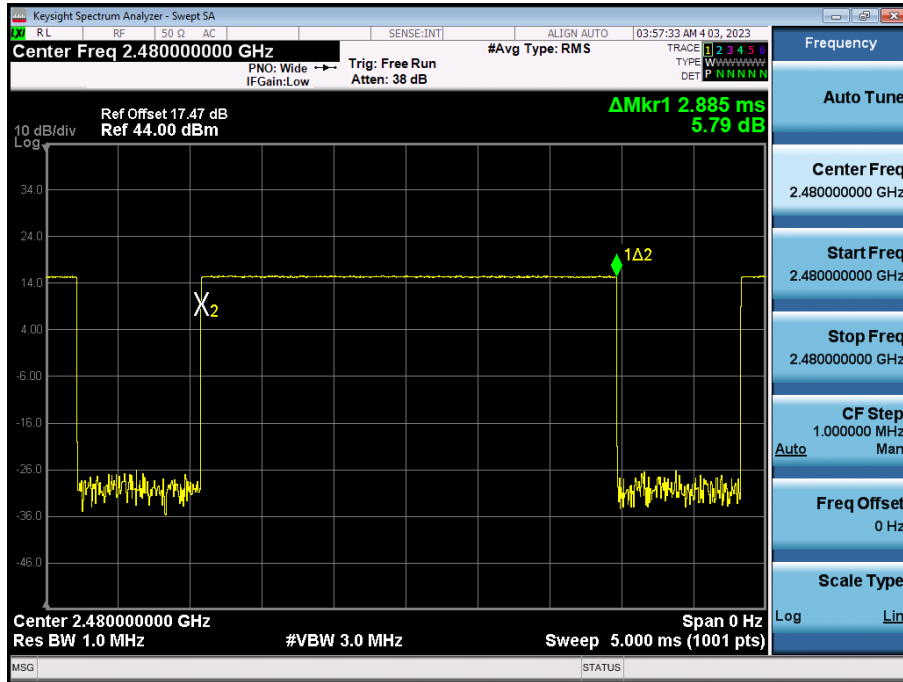 Keysight Spectrum Analyzer - Swept SA
LXI RL RF 50 Ω AC SENSE:INT ALIGN AUTO 03:57:33 AM 4 03, 2023
Center Freq 2.480000000 GHz #Avg Type: RMS TRACE 1 2 3 4 5 6
PNO: Wide Trig: Free Run TYPE WWWWWW
IFGain:Low Atten: 38 dB DET P N N N N N
Frequency
Auto Tune
Ref Offset 17.47 dB ΔMkr1 2.885 ms
10 dB/div Ref 44.00 dBm 5.79 dB
Log
34.0
24.0
14.0
4.00
-6.00
-16.0
-26.0
-36.0
-46.0
1Δ2
X2
Center Freq
2.480000000 GHz
Start Freq
2.480000000 GHz
Stop Freq
2.480000000 GHz
CF Step
1.000000 MHz
Auto Man
Freq Offset
0 Hz
Scale Type
Log Lin
Center 2.480000000 GHz Span 0 Hz
Res BW 1.0 MHz #VBW 3.0 MHz Sweep 5.000 ms (1001 pts)
MSG STATUS